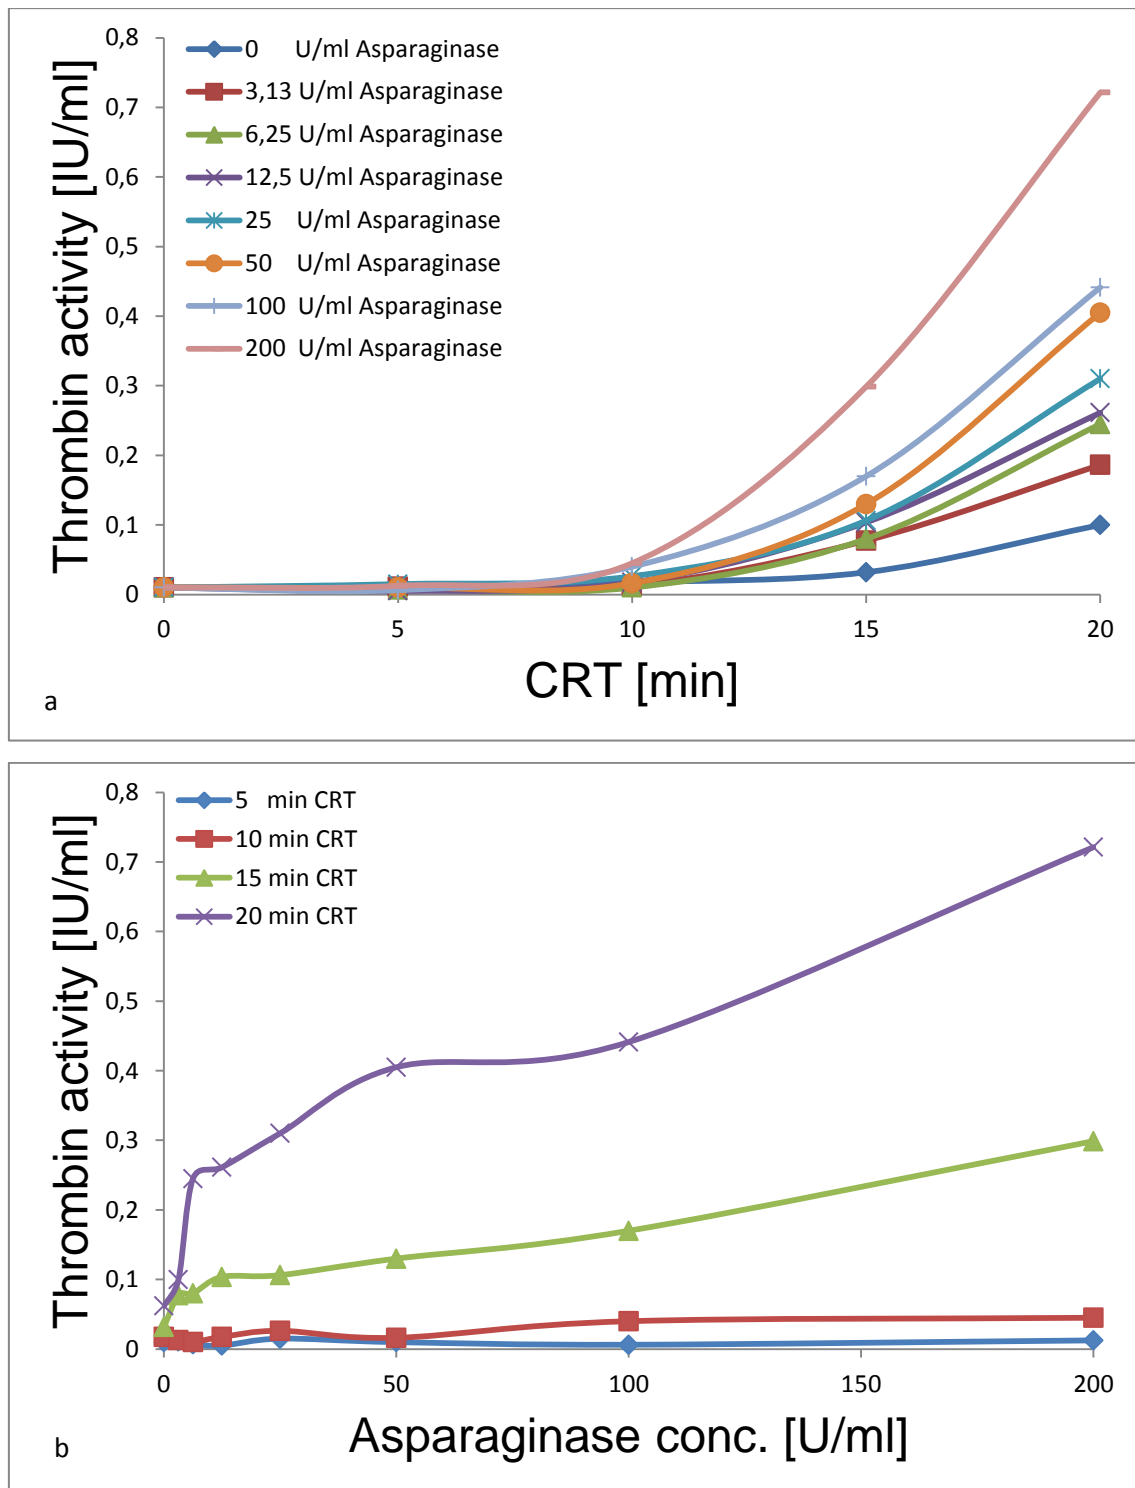 Thrombin activity [IU/ml]
0,8
0,7
0,6
0,5
0,4
0,3
0,2
0,1
0
0 U/ml Asparaginase
3,13 U/ml Asparaginase
6,25 U/ml Asparaginase
12,5 U/ml Asparaginase
25 U/ml Asparaginase
50 U/ml Asparaginase
100 U/ml Asparaginase
200 U/ml Asparaginase
0 5 10 15 20
CRT [min]
a
Thrombin activity [IU/ml]
0,8
0,7
0,6
0,5
0,4
0,3
0,2
0,1
0
5 min CRT
10 min CRT
15 min CRT
20 min CRT
0 50 100 150 200
Asparaginase conc. [U/ml]
b